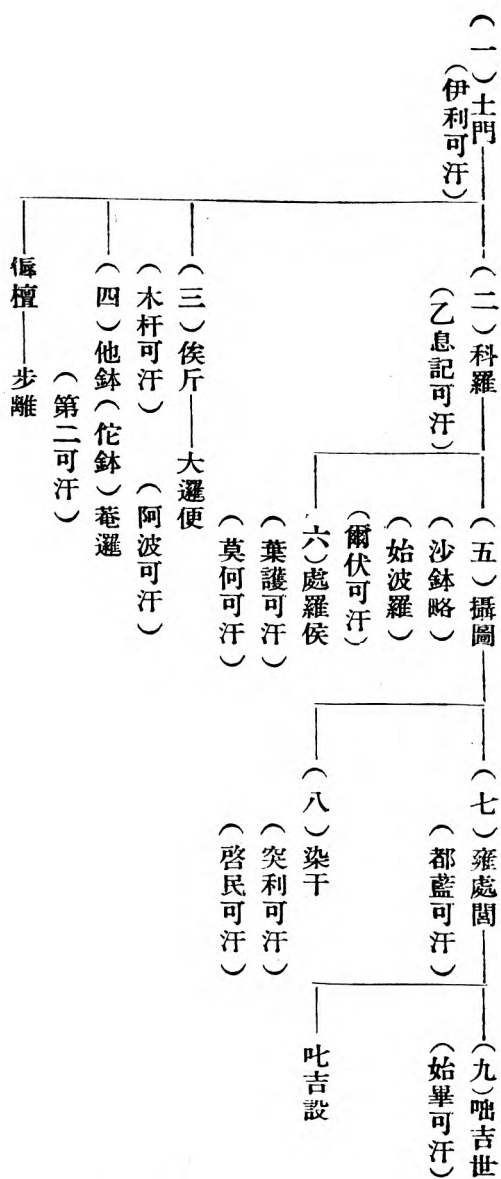 （一）土門
（伊利可汗）
（二）科羅
（乙息記可汗）
（三）俟斤
（木杆可汗）
大邏便
（阿波可汗）
（四）他鉢（佗鉢）
菴邏
（第二可汗）
傉檀
步離
（五）攝圖
（沙鉢略）
（始波羅）
（爾伏可汗）
（六）處羅侯
（葉護可汗）
（莫何可汗）
（七）雍處閭
（都藍可汗）
（八）染干
（突利可汗）
（啓民可汗）
（九）咄吉世
（始畢可汗）
叱吉設